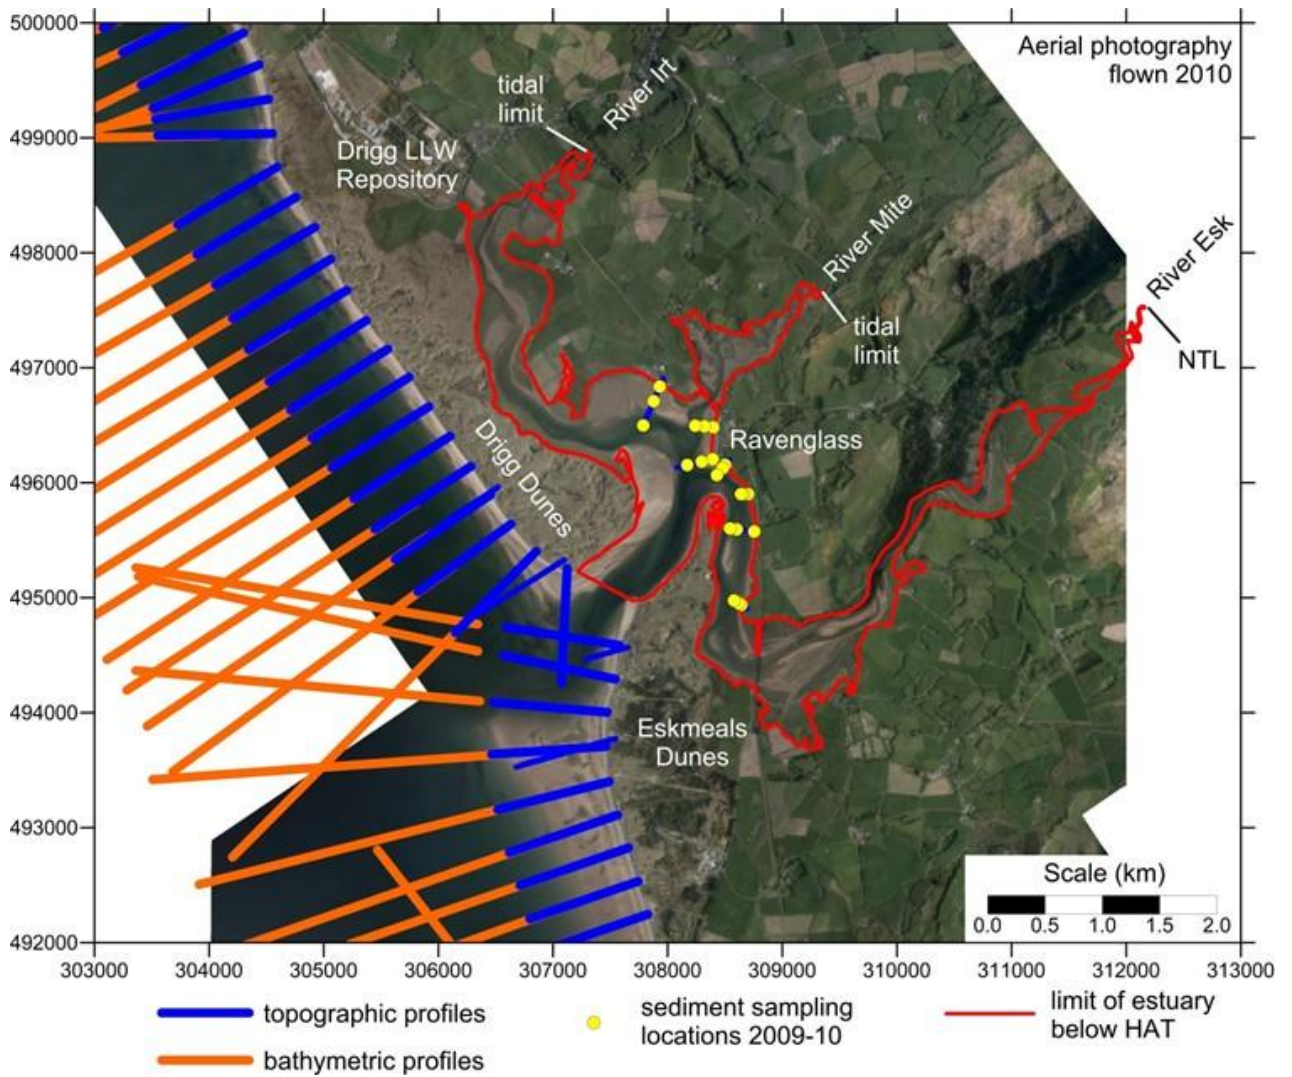 500000
499000
498000
497000
496000
495000
494000
493000
492000
Aerial photography
flown 2010
tidal
limit
River Irt
Drigg LLW
Repository
River Mite
tidal
limit
River Esk
NTL
Ravenglass
Drigg Dunes
Eskmeals
Dunes
Scale (km)
0.0 0.5 1.0 1.5 2.0
303000 304000 305000 306000 307000 308000 309000 310000 311000 312000 313000
topographic profiles
bathymetric profiles
sediment sampling
locations 2009-10
limit of estuary
below HAT